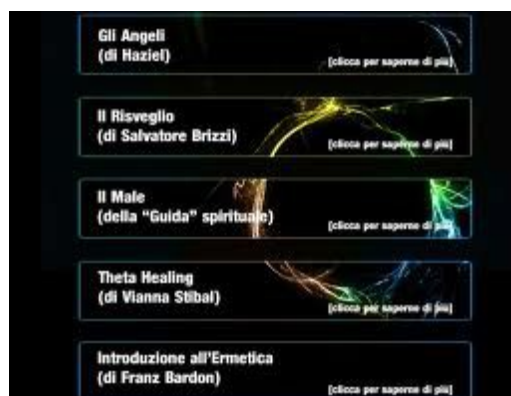 Gli Angeli
(di Haziel)
[clicca per saperne di più]
Il Risveglio
(di Salvatore Brizzi)
[clicca per saperne di più]
Il Male
(della “Guida” spirituale)
[clicca per saperne di più]
Theta Healing
(di Vianna Stibal)
[clicca per saperne di più]
Introduzione all'Ermetica
(di Franz Bardon)
[clicca per saperne di più]